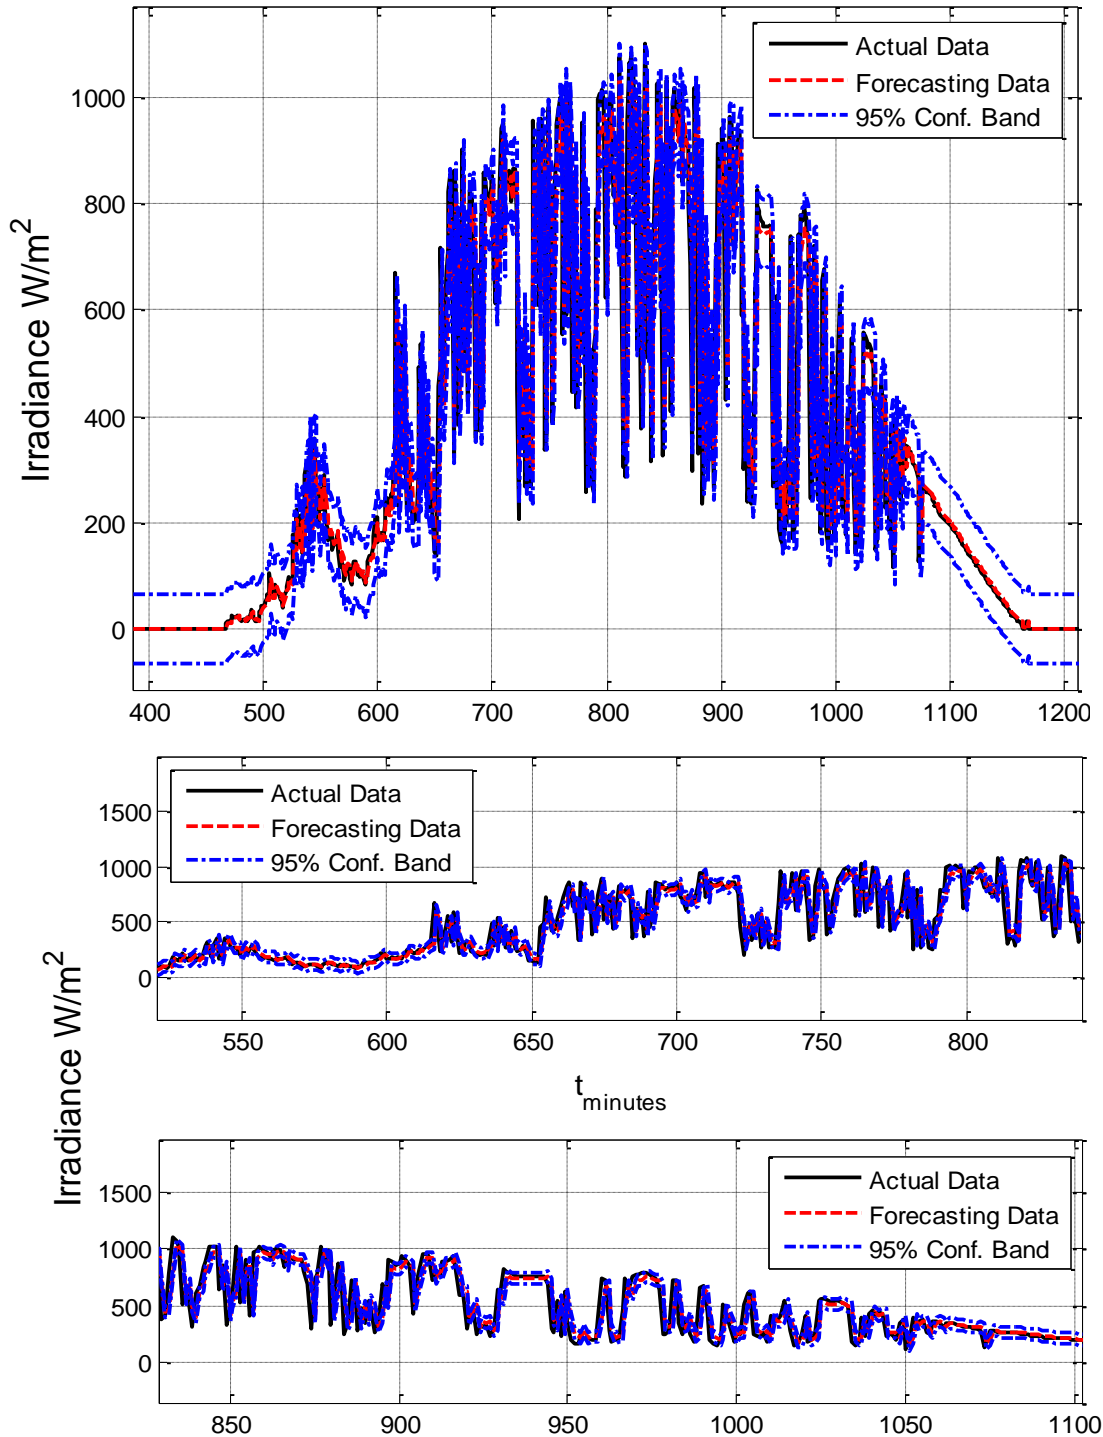 Actual Data
Forecasting Data
95% Conf. Band
1000
800
600
400
200
0
Irradiance W/m²
400 500 600 700 800 900 1000 1100 1200
Actual Data
Forecasting Data
95% Conf. Band
1500
1000
500
0
550 600 650 700 750 800
t_minutes
Irradiance W/m²
Actual Data
Forecasting Data
95% Conf. Band
1500
1000
500
0
850 900 950 1000 1050 1100